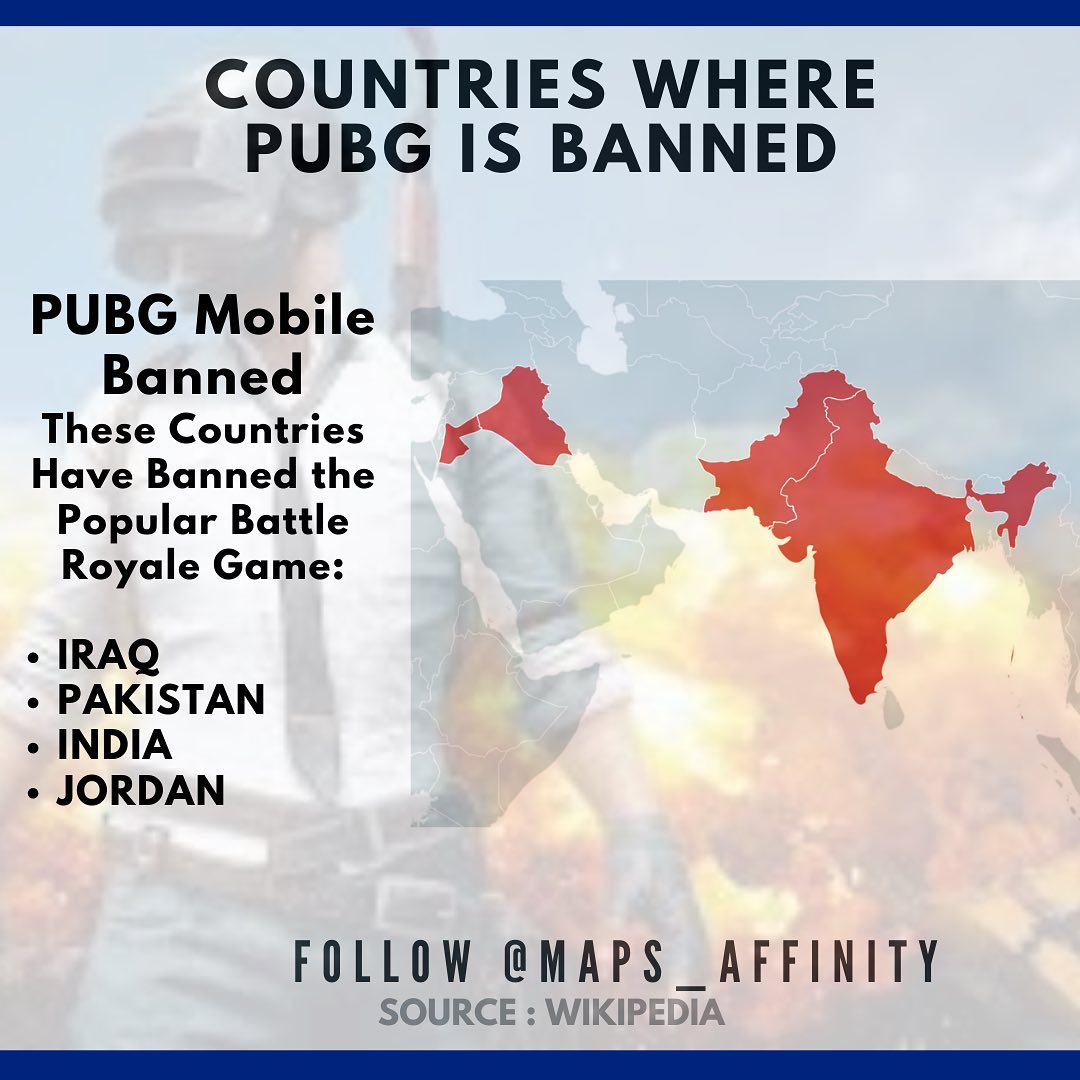 COUNTRIES WHERE
PUBG IS BANNED
PUBG Mobile
Banned
These Countries
Have Banned the
Popular Battle
Royale Game:
• IRAQ
• PAKISTAN
• INDIA
• JORDAN
FOLLOW @MAPS_AFFINITY
SOURCE : WIKIPEDIA